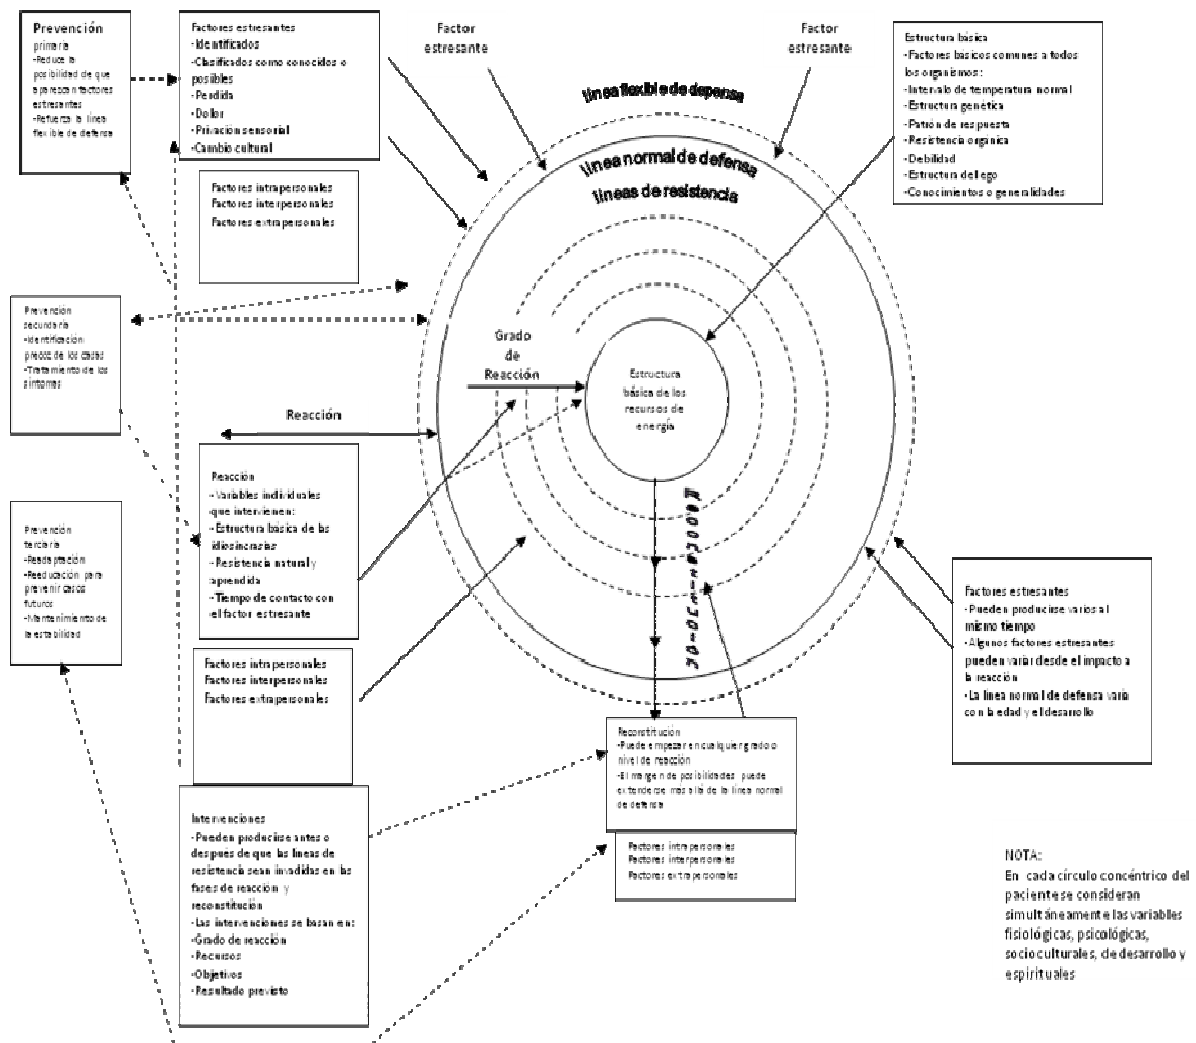 Prevención
primaria
-Reduce la
posibilidad de que
aparezcan factores
estresantes
-Refuerza la línea
flexible de defensa
Factores estresantes
-Identificados
-Clasificados como conocidos o
posibles
-Perdida
-Dolor
-Privación sensorial
-Cambio cultural
Factores intrapersonales
Factores interpersonales
Factores extrapersonales
Factor
estresante
Factor
estresante
línea flexible de defensa
línea normal de defensa
líneas de resistencia
Estructura básica
-Factores básicos comunes a todos
los organismos:
-Intervalo de temperatura normal
-Estructura genética
-Patrón de respuesta
-Resistencia orgánica
-Debilidad
-Estructura del ego
-Conocimientos o generalidades
Prevención
secundaria
-Identificación
precoz de los casos
-Tratamiento de los
síntomas
Grado
de
Reacción
Estructura
básica de los
recursos de
energía
Reacción
Reacción
-Variables individuales
que intervienen:
-Estructura básica de las
idiosincrasias
-Resistencia natural y
aprendida
-Tiempo de contacto con
el factor estresante
Prevención
terciaria
-Readaptación
-Reeducación para
prevenir casos
futuros
-Mantenimiento de
la estabilidad
Factores intrapersonales
Factores interpersonales
Factores extrapersonales
Factores estresantes
-Pueden producirse varios al
mismo tiempo
-Algunos factores estresantes
pueden variar desde el impacto a
la reacción
-La línea normal de defensa varía
con la edad y el desarrollo
Reconstitución
-Puede empezar en cualquier grado o
nivel de reacción
-El margen de posibilidades puede
extenderse mas allá de la línea normal
de defensa
Factores intrapersonales
Factores interpersonales
Factores extrapersonales
Intervenciones
-Pueden producirse antes o
después de que las líneas de
resistencia sean invadidas en las
fases de reacción y
reconstitución
-Las intervenciones se basan en:
-Grado de reacción
-Recursos
-Objetivos
-Resultado previsto
NOTA:
En cada círculo concéntrico del
paciente se consideran
simultáneamente las variables
fisiológicas, psicológicas,
socioculturales, de desarrollo y
espirituales